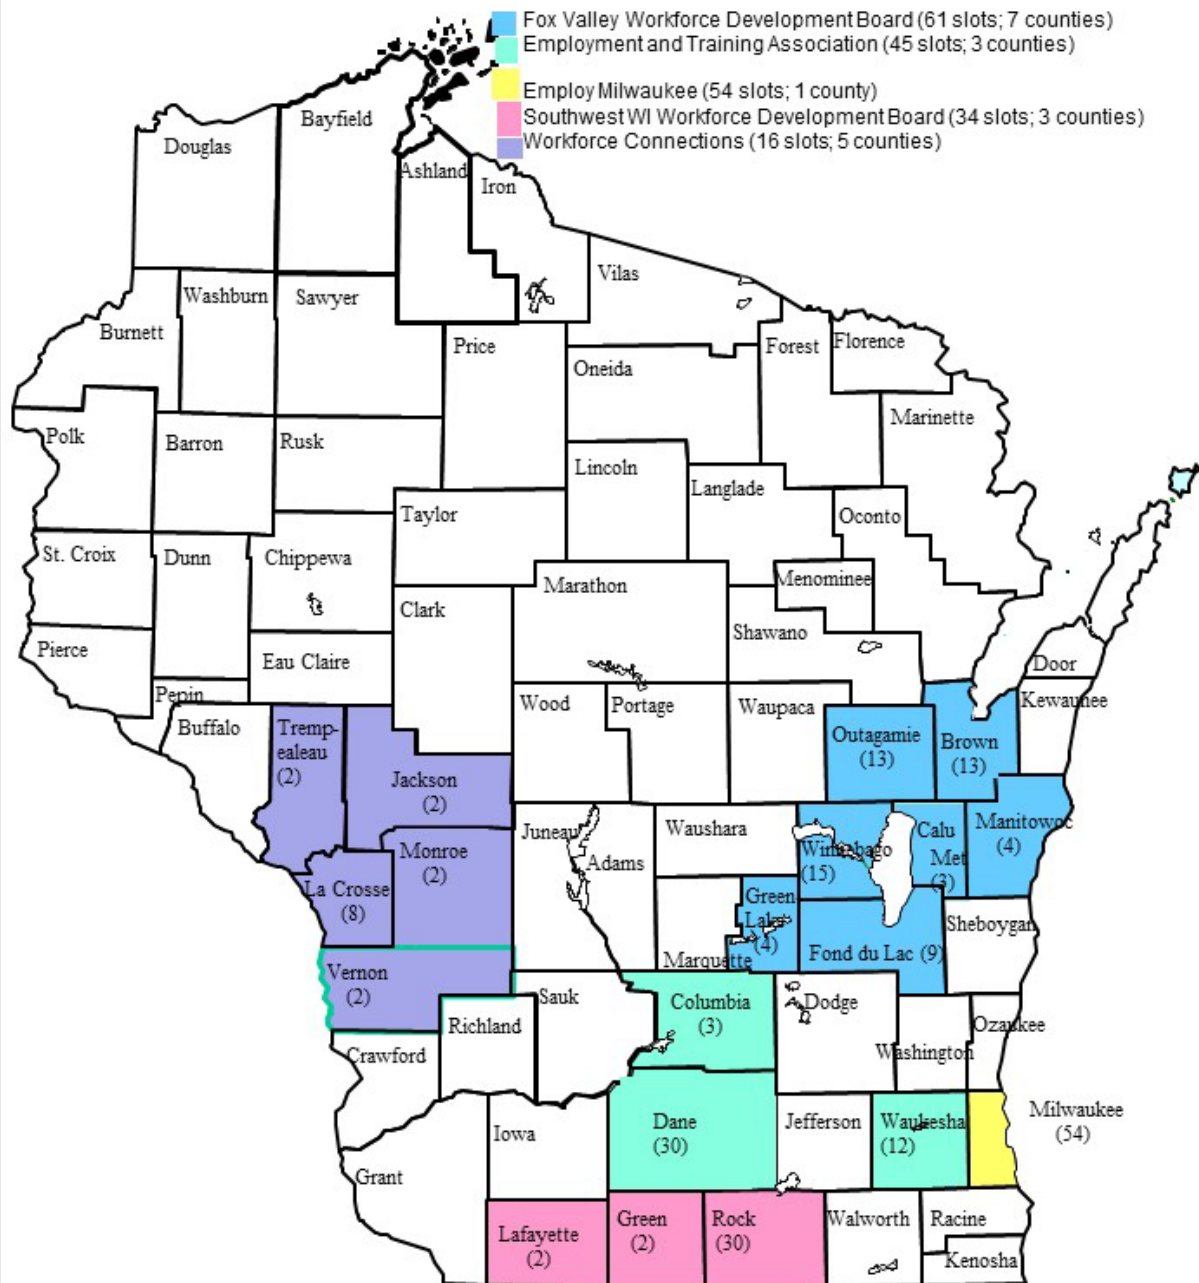 Fox Valley Workforce Development Board (61 slots; 7 counties)
Employment and Training Association (45 slots; 3 counties)
Employ Milwaukee (54 slots; 1 county)
Southwest WI Workforce Development Board (34 slots; 3 counties)
Workforce Connections (16 slots; 5 counties)
Douglas
Bayfield
Ashland
Iron
Vilas
Washburn
Sawyer
Burnett
Price
Oneida
Forest
Florence
Marinette
Polk
Barron
Rusk
Lincoln
Langlade
Taylor
Oconto
St. Croix
Dunn
Chippewa
Marathon
Menominee
Clark
Shawano
Pierce
Eau Claire
Door
Pepin
Wood
Portage
Waupaca
Kewaunee
Buffalo
Tremp-
ealeau
(2)
Jackson
(2)
Outagamie
(13)
Brown
(13)
Juneau
Adams
Waushara
Winnebago
(15)
Calu
Met
(3)
Manitowoc
(4)
Monroe
(2)
La Crosse
(8)
Green
Lake
(4)
Marquette
Fond du Lac (9)
Sheboygan
Vernon
(2)
Sauk
Columbia
(3)
Dodge
Richland
Ozaukee
Washington
Crawford
Iowa
Dane
(30)
Jefferson
Waukesha
(12)
Milwaukee
(54)
Grant
Lafayette
(2)
Green
(2)
Rock
(30)
Walworth
Racine
Kenosha